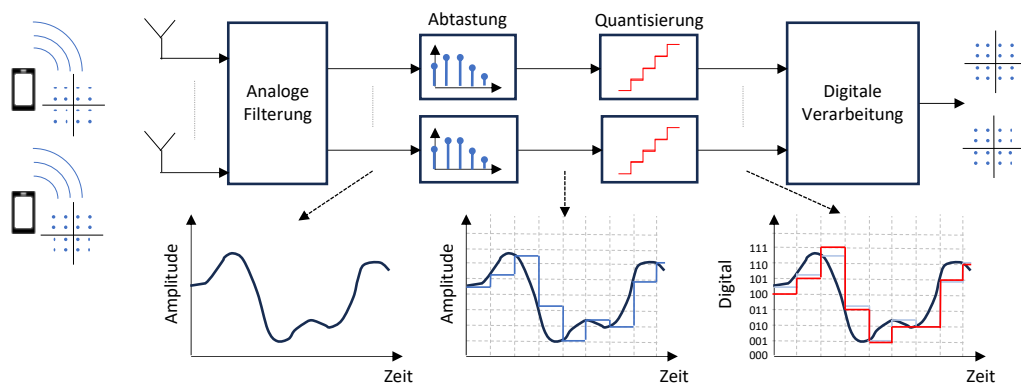 Abtastung
Quantisierung
Analoge
Filterung
Digitale
Verarbeitung
Amplitude
Zeit
Amplitude
Zeit
Digital
111
110
101
100
011
010
001
000
Zeit